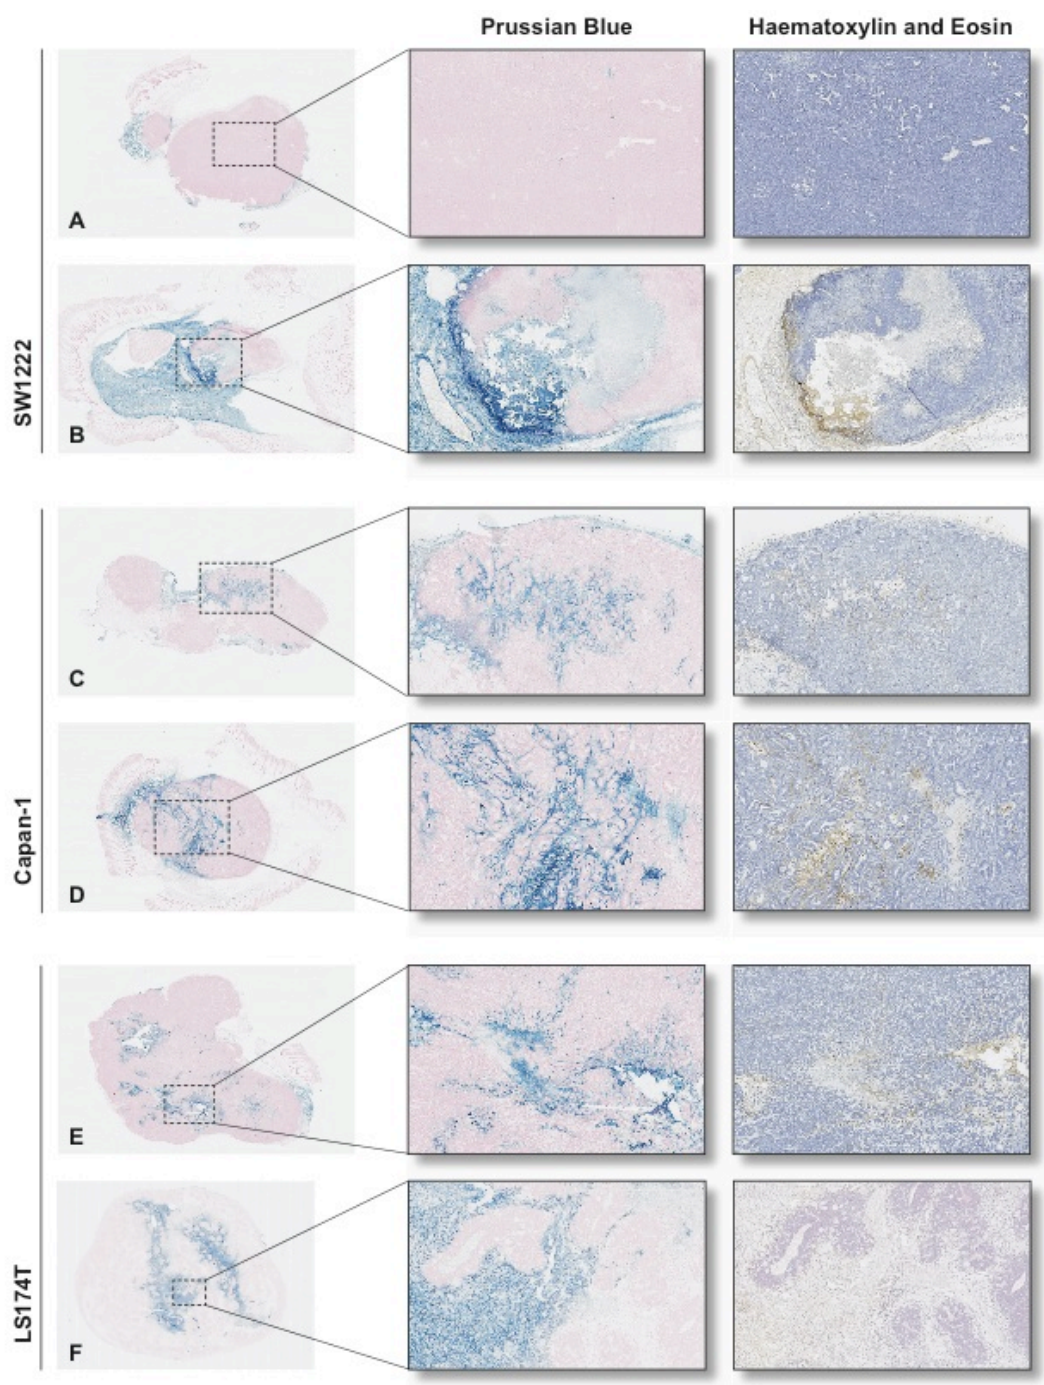 Prussian Blue
Haematoxylin and Eosin
SW1222
A
B
Capan-1
C
D
LS174T
E
F